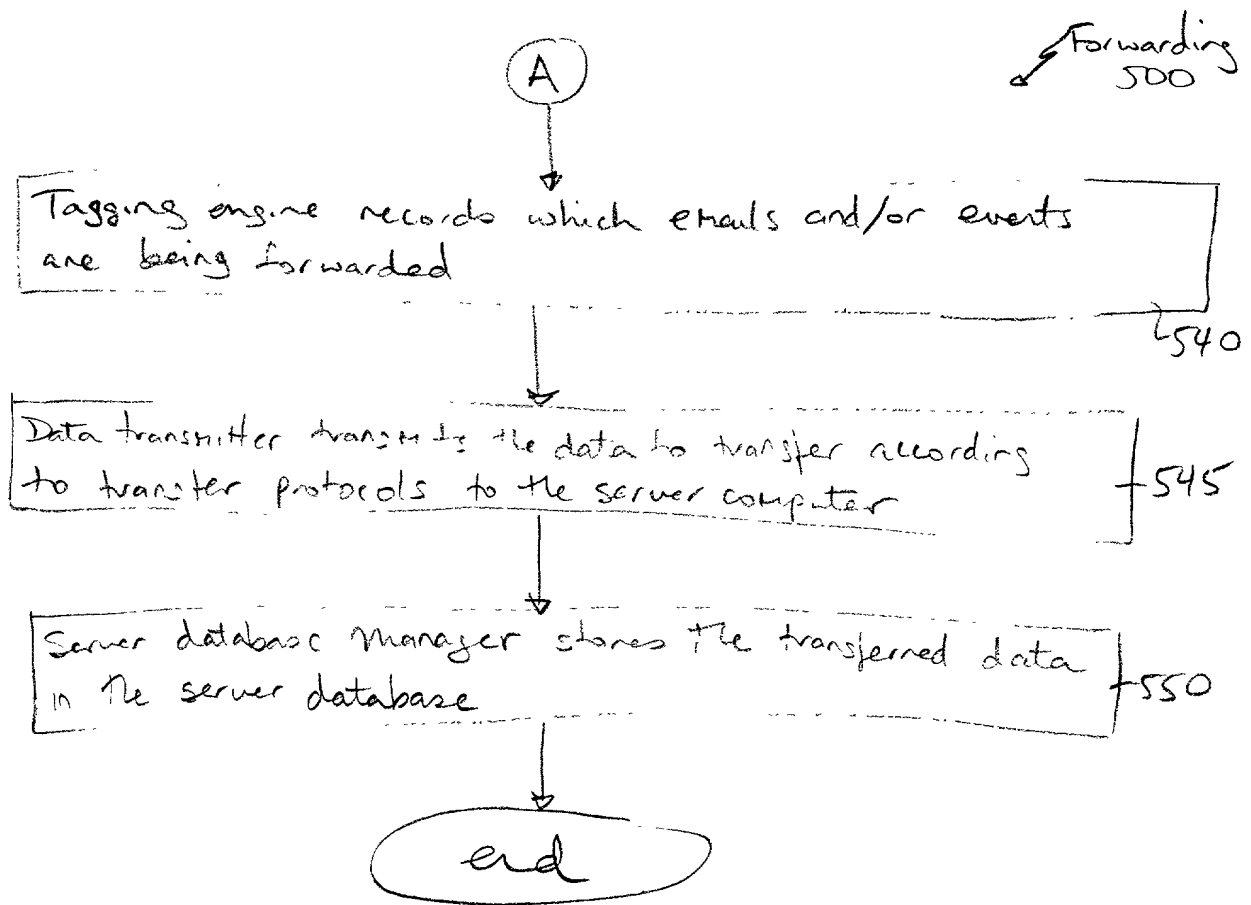 Forwarding
500
A
Tagging engine records which emails and/or events
are being forwarded
540
Data transmitter transmits the data to transfer according
to transfer protocols to the server computer
545
Server database manager stores the transferred data
in the server database
550
end